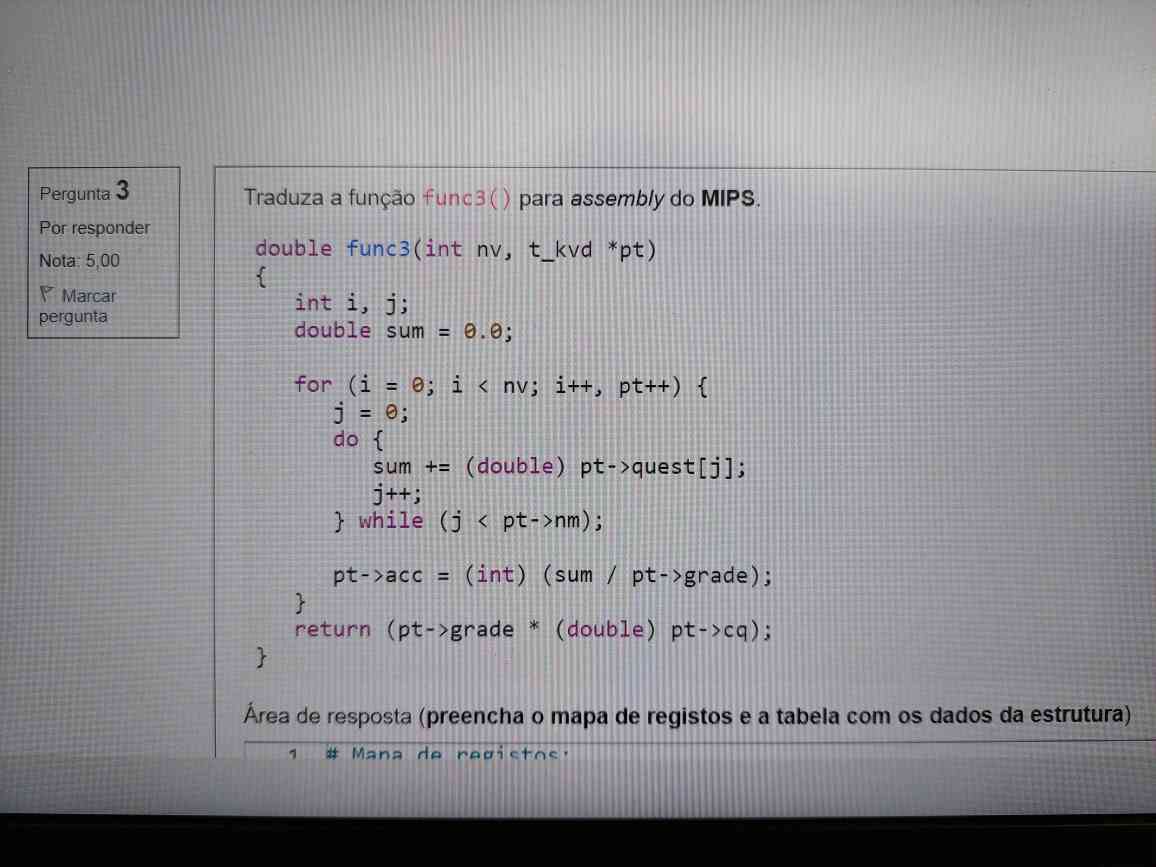 Pergunta 3
Por responder
Nota: 5,00
Marcar
pergunta
Traduza a função func3() para assembly do MIPS.
double func3(int nv, t_kvd *pt)
{
   int i, j;
   double sum = 0.0;
   for (i = 0; i < nv; i++, pt++) {
      j = 0;
      do {
         sum += (double) pt->quest[j];
         j++;
      } while (j < pt->nm);
      pt->acc = (int) (sum / pt->grade);
   }
   return (pt->grade * (double) pt->cq);
}
Área de resposta (preencha o mapa de registos e a tabela com os dados da estrutura)
1 # Mapa de registos: